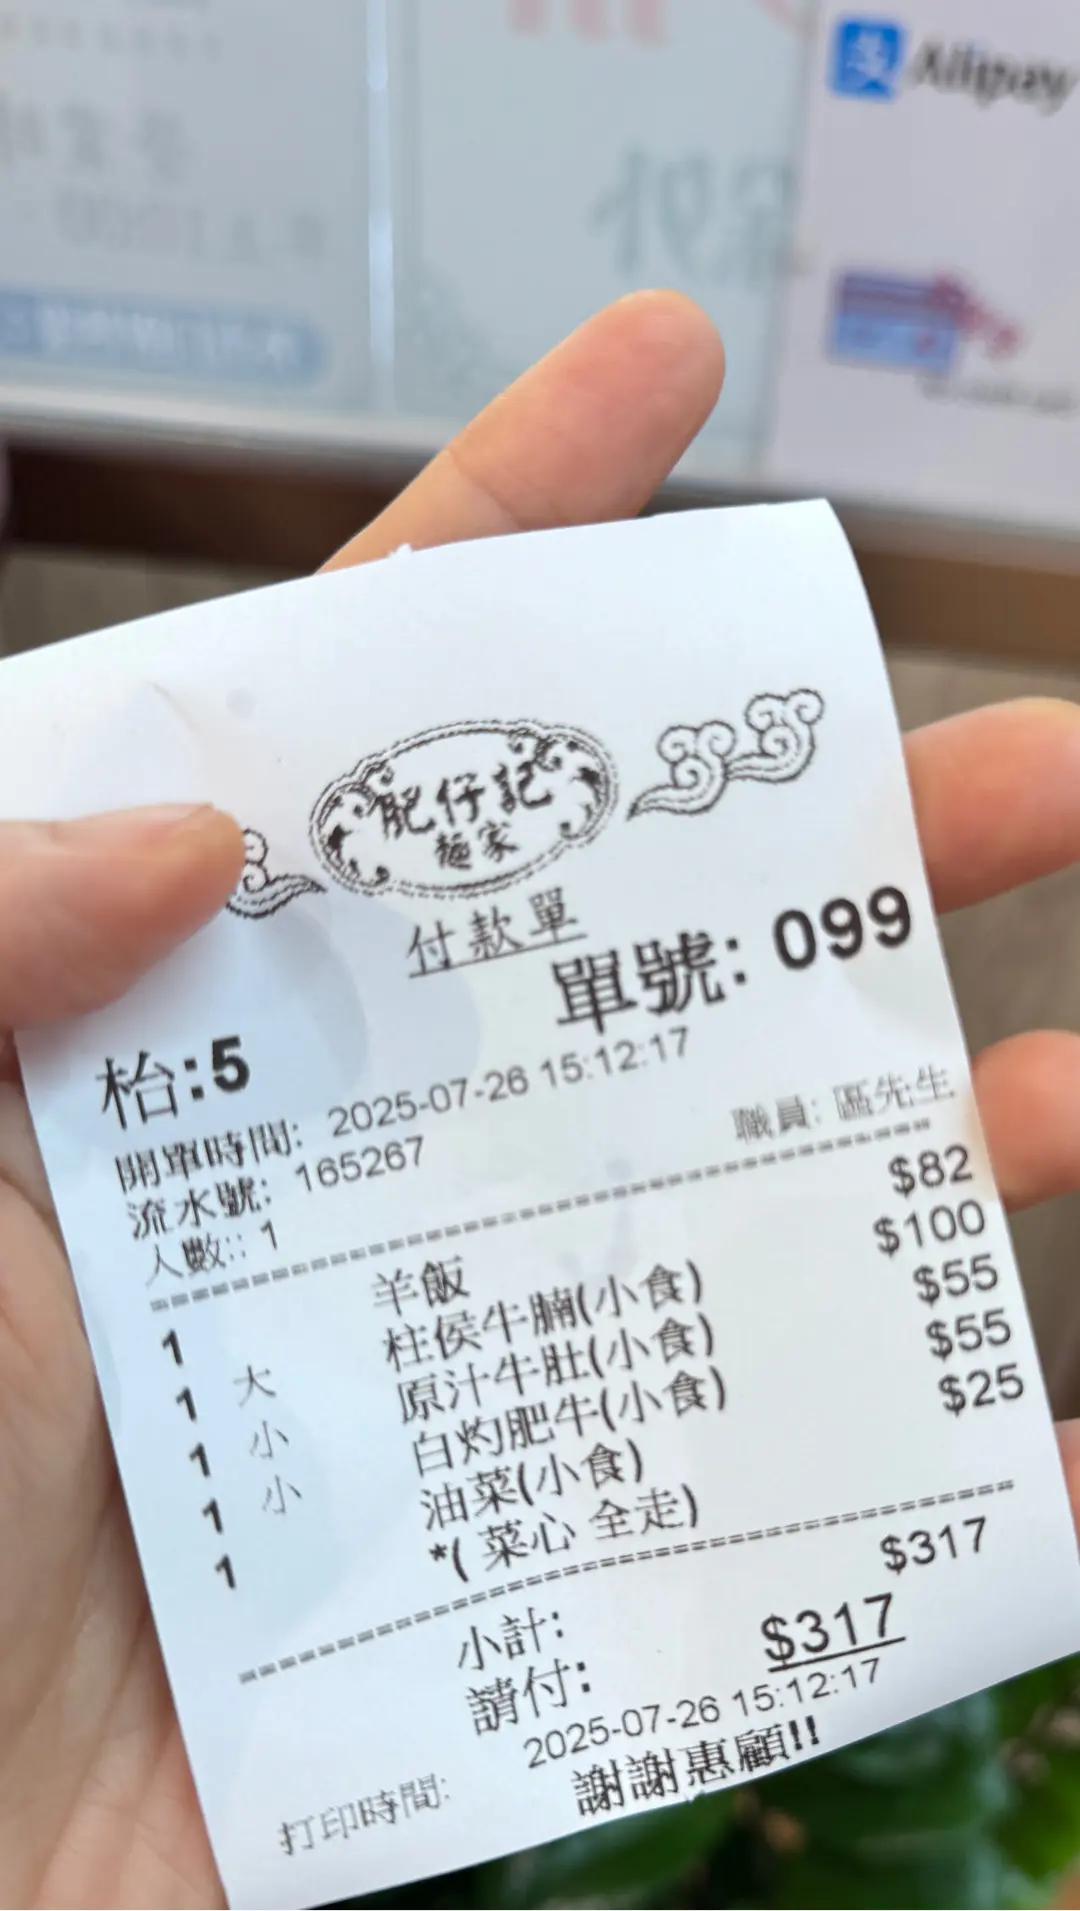 Alipay
肥仔記
麵家
付款單
單號: 099
枱:5
開單時間: 2025-07-26 15:12:17
流水號: 165267
人數:: 1
職員: 區先生
1 羊飯 $82
1 大 柱侯牛腩(小食) $100
1 小 原汁牛肚(小食) $55
1 小 白灼肥牛(小食) $55
1 油菜(小食) $25
*( 菜心 全走)
小計: $317
請付: $317
打印時間: 2025-07-26 15:12:17
謝謝惠顧!!